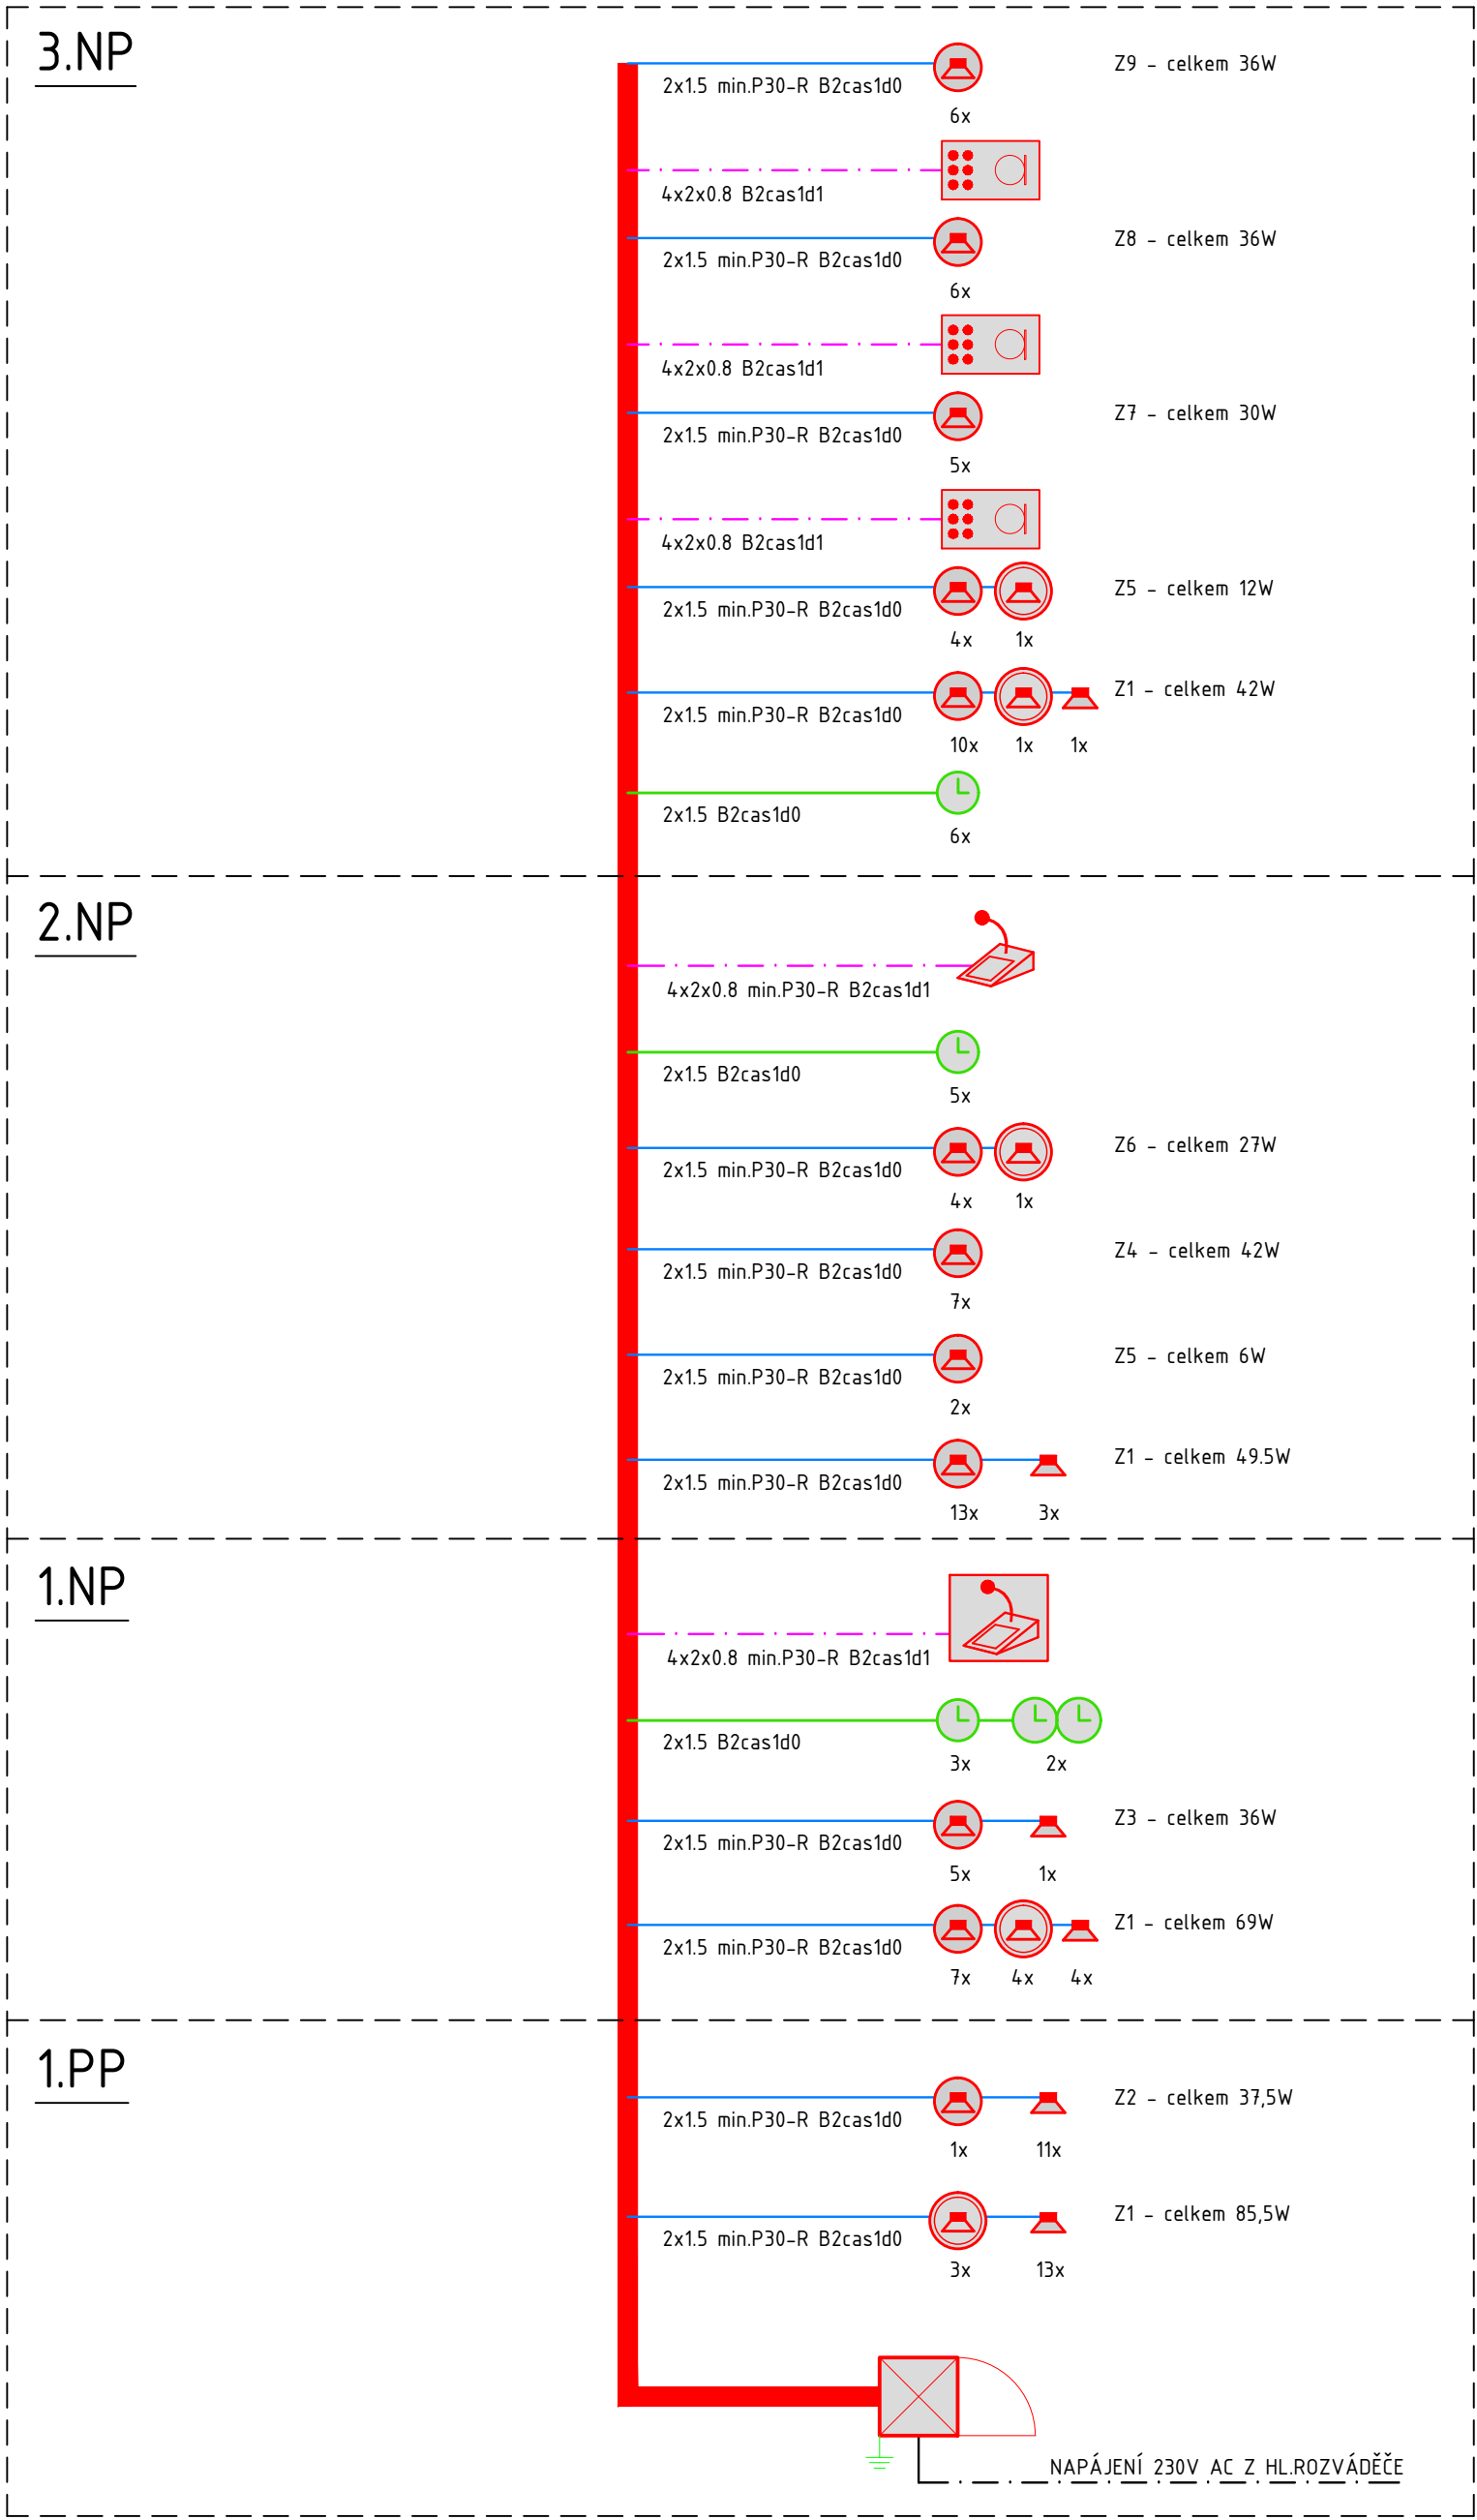 3.NP
Z9 - celkem 36W
2x1.5 min.P30-R B2cas1d0
6x
4x2x0.8 B2cas1d1
Z8 - celkem 36W
2x1.5 min.P30-R B2cas1d0
6x
4x2x0.8 B2cas1d1
Z7 - celkem 30W
2x1.5 min.P30-R B2cas1d0
5x
4x2x0.8 B2cas1d1
Z5 - celkem 12W
2x1.5 min.P30-R B2cas1d0
4x 1x
Z1 - celkem 42W
2x1.5 min.P30-R B2cas1d0
10x 1x 1x
2x1.5 B2cas1d0
6x
2.NP
4x2x0.8 min.P30-R B2cas1d1
2x1.5 B2cas1d0
5x
Z6 - celkem 27W
2x1.5 min.P30-R B2cas1d0
4x 1x
Z4 - celkem 42W
2x1.5 min.P30-R B2cas1d0
7x
Z5 - celkem 6W
2x1.5 min.P30-R B2cas1d0
2x
Z1 - celkem 49.5W
2x1.5 min.P30-R B2cas1d0
13x 3x
1.NP
4x2x0.8 min.P30-R B2cas1d1
2x1.5 B2cas1d0
3x 2x
Z3 - celkem 36W
2x1.5 min.P30-R B2cas1d0
5x 1x
Z1 - celkem 69W
2x1.5 min.P30-R B2cas1d0
7x 4x 4x
1.PP
Z2 - celkem 37,5W
2x1.5 min.P30-R B2cas1d0
1x 11x
Z1 - celkem 85,5W
2x1.5 min.P30-R B2cas1d0
3x 13x
NAPÁJENÍ 230V AC Z HL.ROZVÁDĚČE